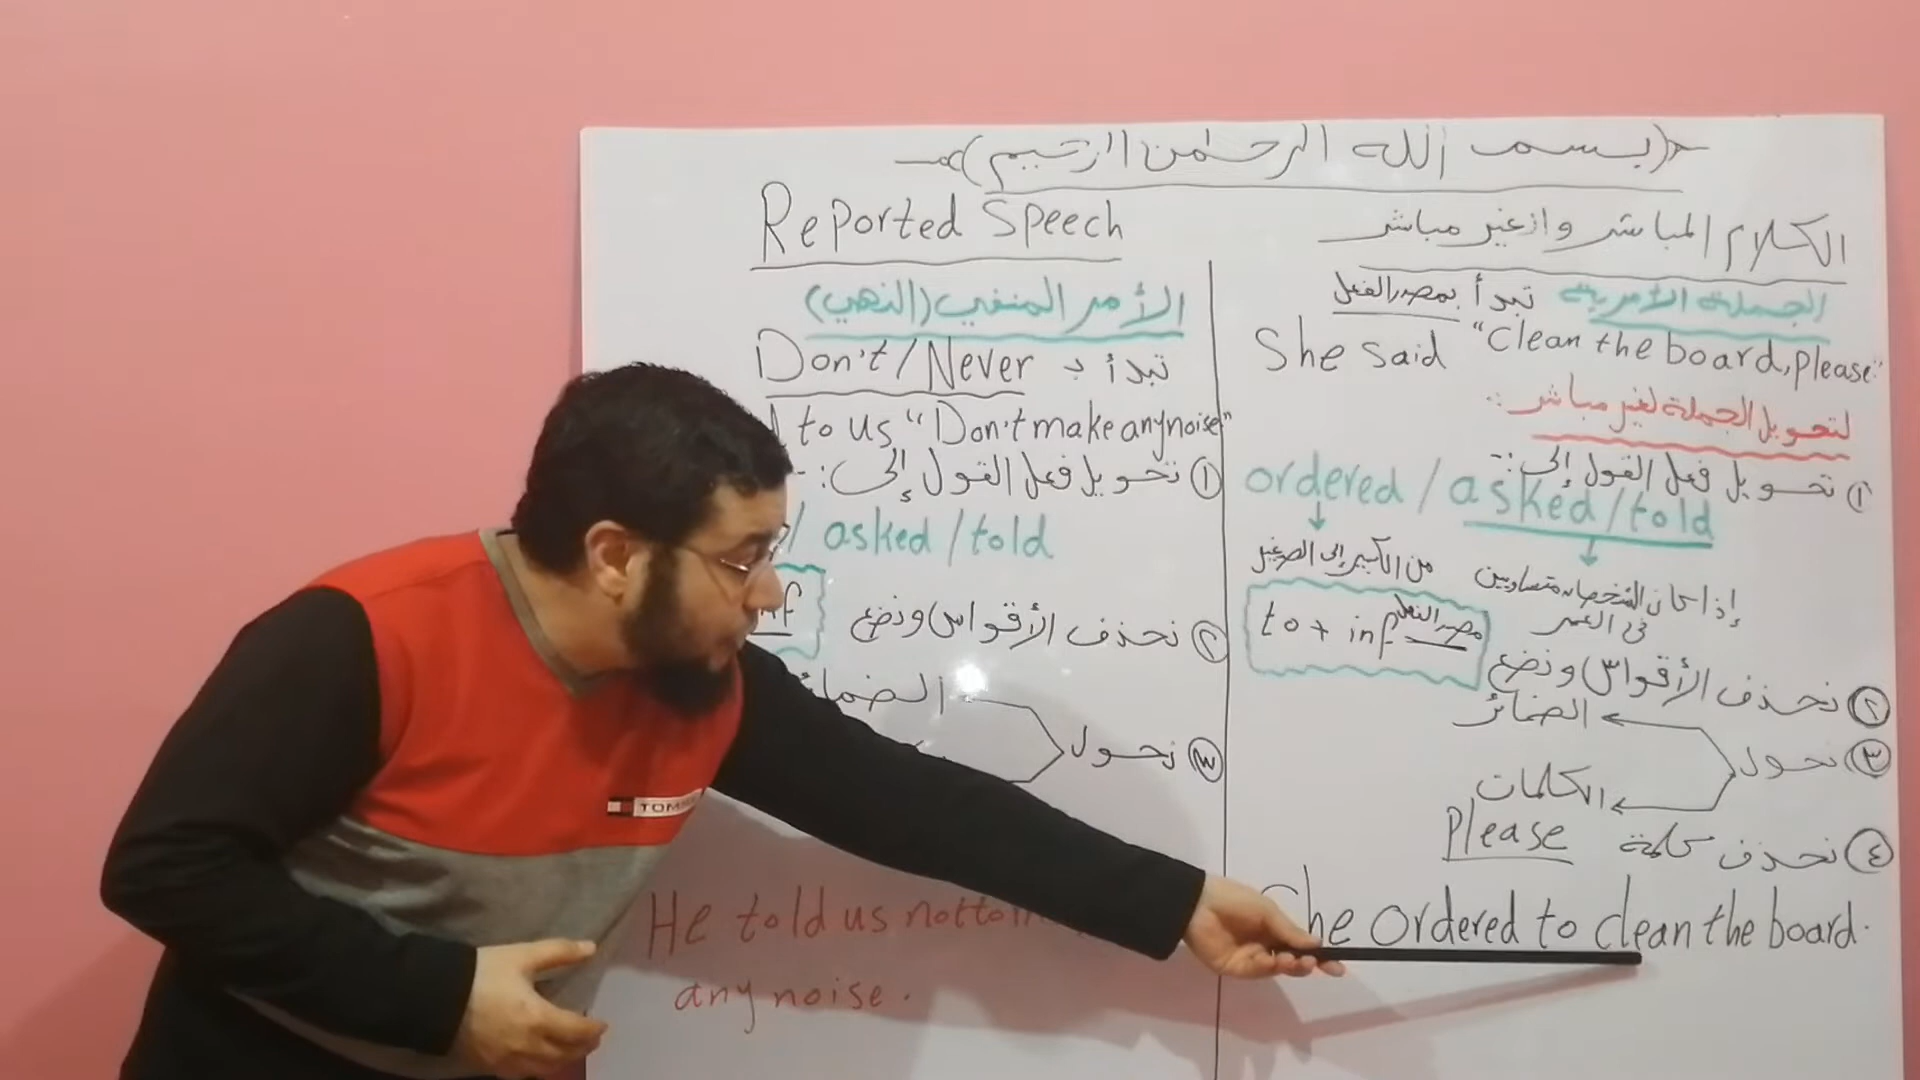 بسم الله الرحمن الرحيم
Reported Speech
الكلام المباشر والغير مباشر
الجملة الأمرية تبدأ بمصدر الفعل
She said "Clean the board, please"
لتحويل الجملة لغير مباشر :-
① تحويل فعل القول إلى :-
ordered / asked / told
من الكبير إلى الصغير
إذا كان الشخصان متساويين
فى العمر
to + inf مصدر الفعل
② نحذف الأقواس ونضع
③ نحول الضمائر
الكلمات
④ نحذف كلمة Please
She ordered to clean the board.
الأمر المنفي (النهي)
تبدأ بـ Don't / Never
to us "Don't make any noise"
① تحويل فعل القول إلى :-
/ asked / told
② نحذف الأقواس ونضع
③ نحول
He told us not to
any noise.
TOMM